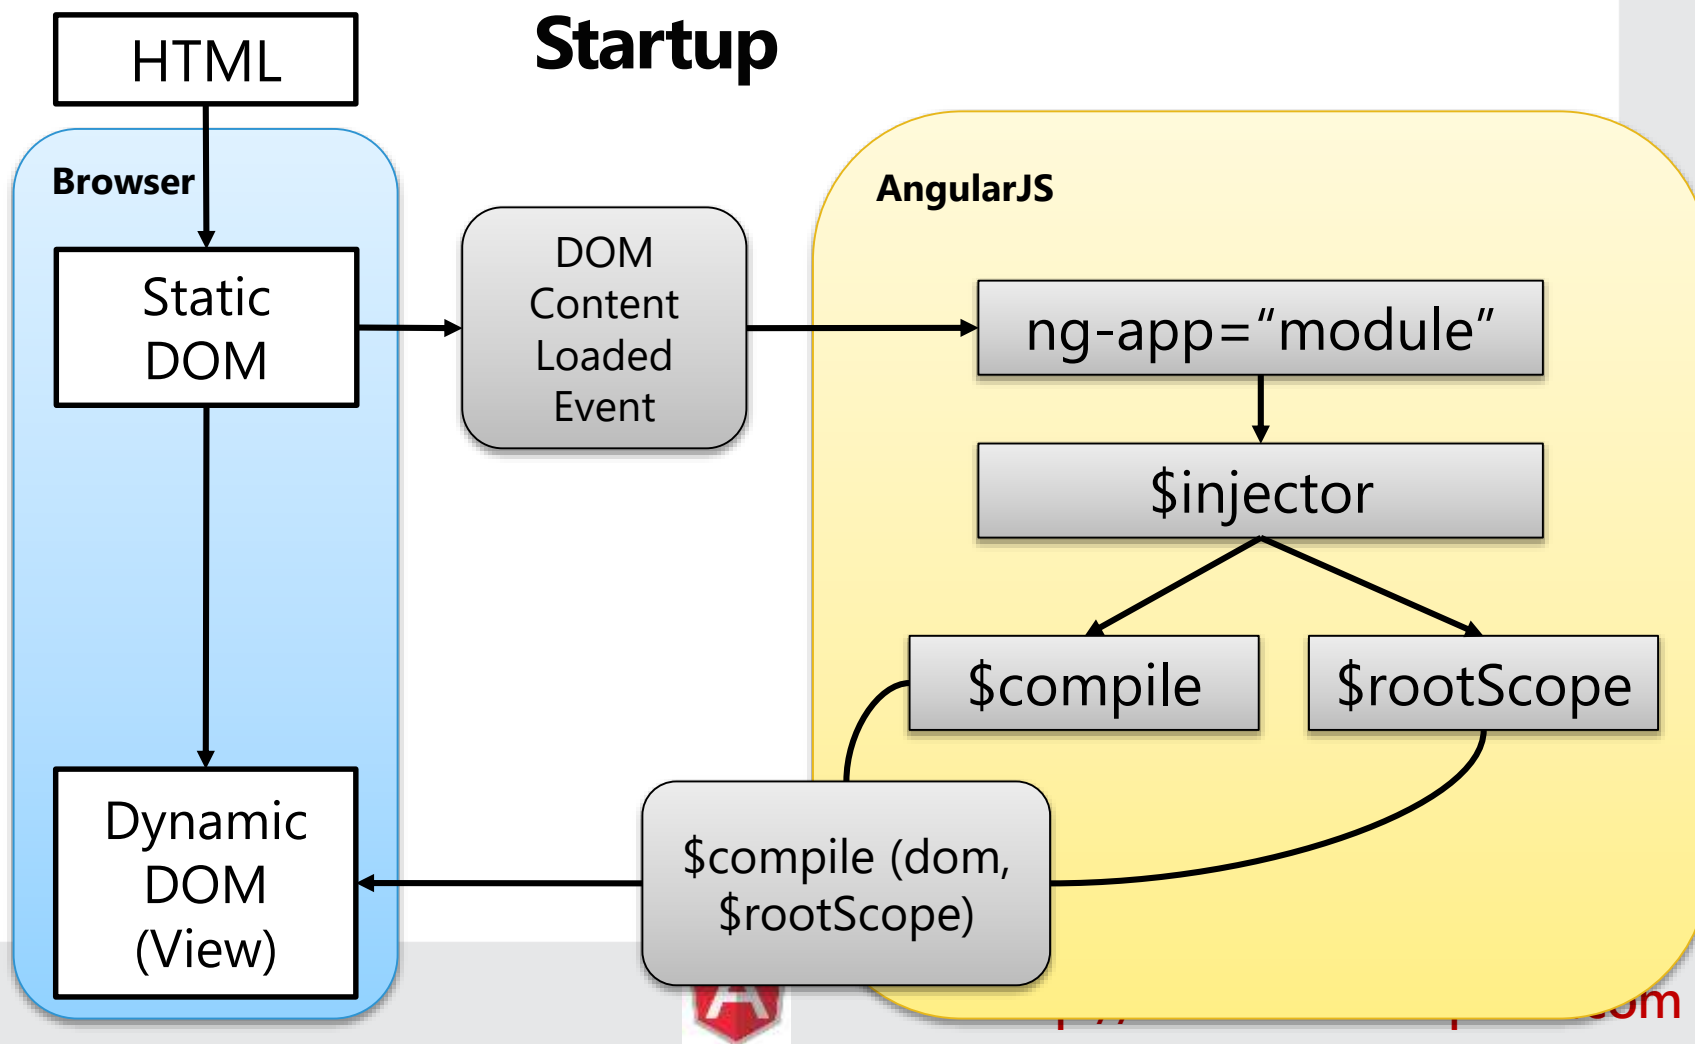 Startup
HTML
Browser
Static
DOM
DOM
Content
Loaded
Event
AngularJS
ng-app=“module”
$injector
$compile
$rootScope
$compile (dom,
$rootScope)
Dynamic
DOM
(View)